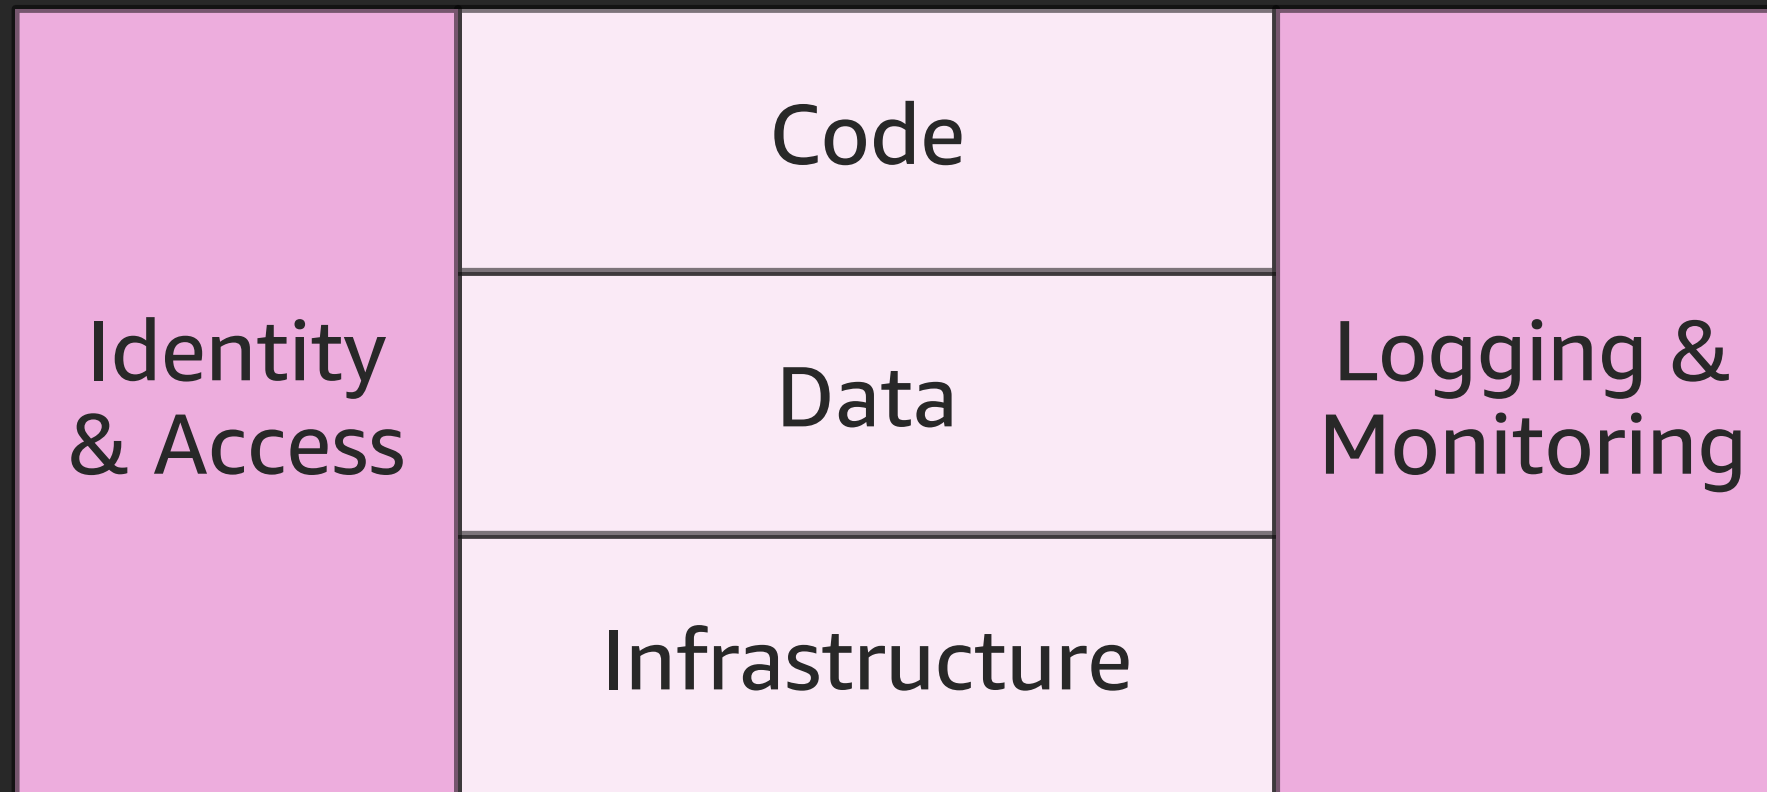 Identity
& Access
Code
Data
Infrastructure
Logging &
Monitoring